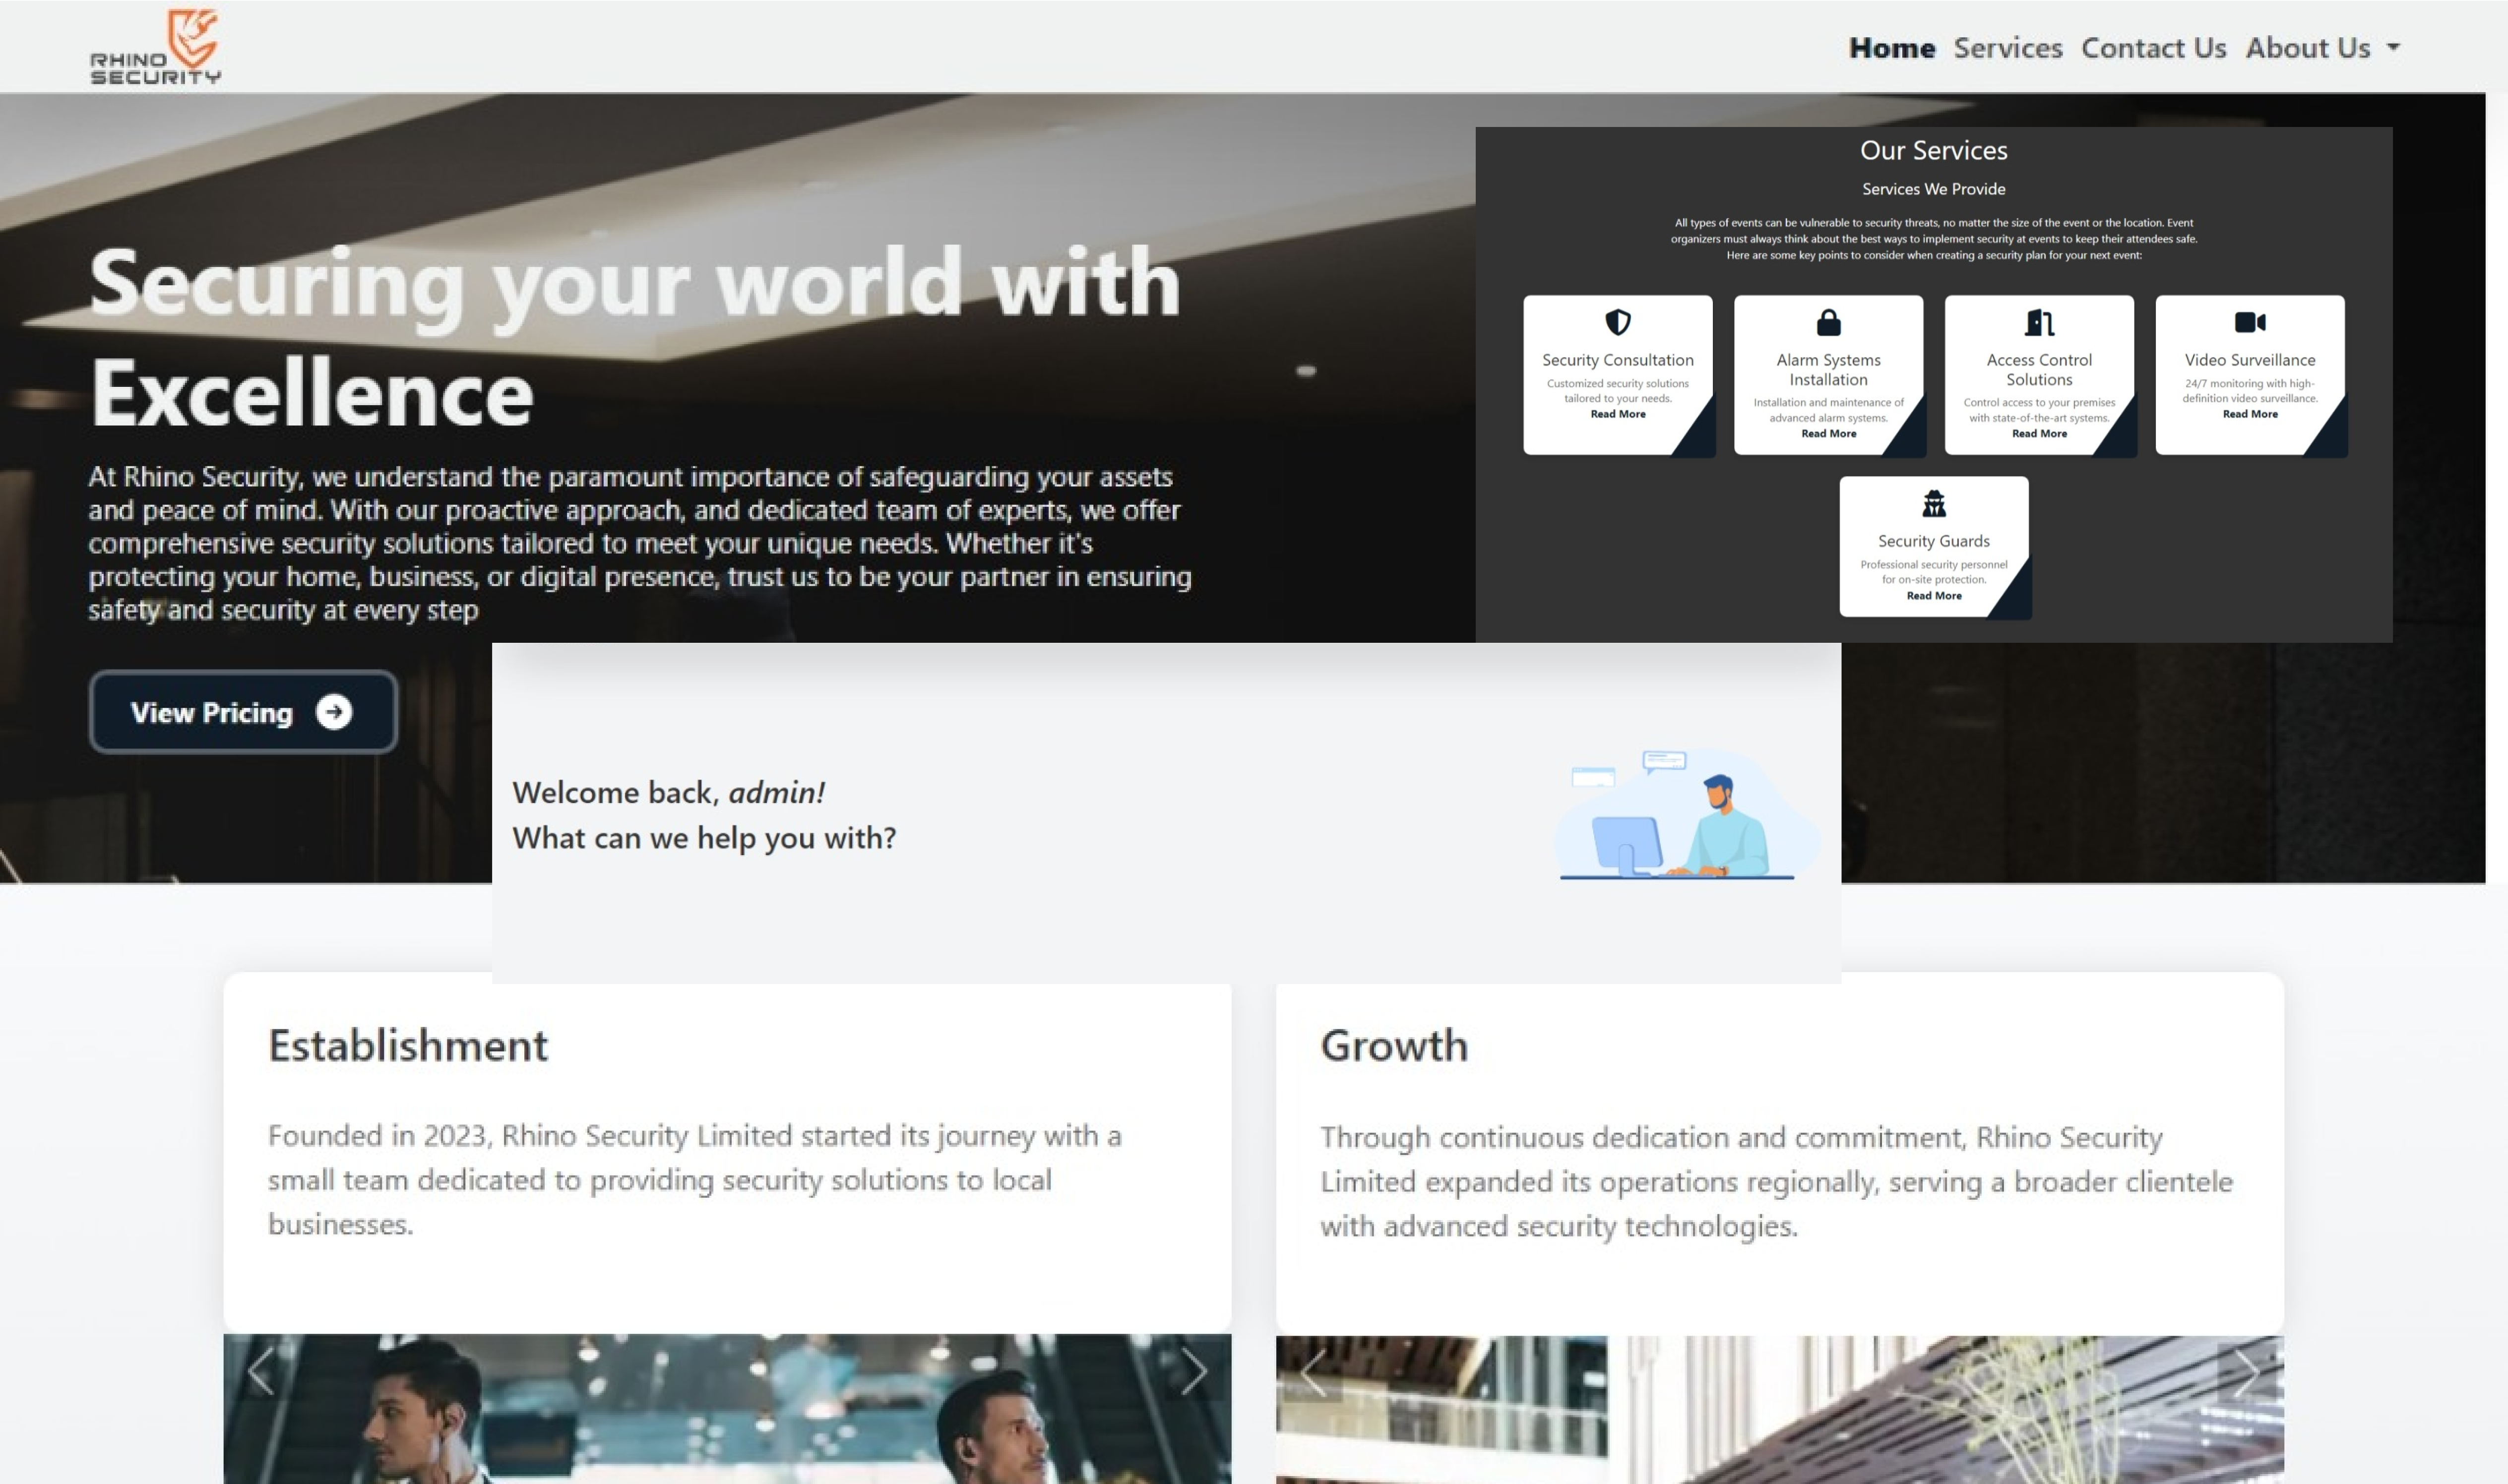 RHINO
SECURITY
Home Services Contact Us About Us
Securing your world with
Excellence
At Rhino Security, we understand the paramount importance of safeguarding your assets
and peace of mind. With our proactive approach, and dedicated team of experts, we offer
comprehensive security solutions tailored to meet your unique needs. Whether it's
protecting your home, business, or digital presence, trust us to be your partner in ensuring
safety and security at every step
View Pricing
Our Services
Services We Provide
All types of events can be vulnerable to security threats, no matter the size of the event or the location. Event
organizers must always think about the best ways to implement security at events to keep their attendees safe.
Here are some key points to consider when creating a security plan for your next event:
Security Consultation
Customized security solutions
tailored to your needs.
Read More
Alarm Systems
Installation
Installation and maintenance of
advanced alarm systems.
Read More
Access Control
Solutions
Control access to your premises
with state-of-the-art systems.
Read More
Video Surveillance
24/7 monitoring with high-
definition video surveillance.
Read More
Security Guards
Professional security personnel
for on-site protection.
Read More
Welcome back, admin!
What can we help you with?
Establishment
Founded in 2023, Rhino Security Limited started its journey with a
small team dedicated to providing security solutions to local
businesses.
Growth
Through continuous dedication and commitment, Rhino Security
Limited expanded its operations regionally, serving a broader clientele
with advanced security technologies.